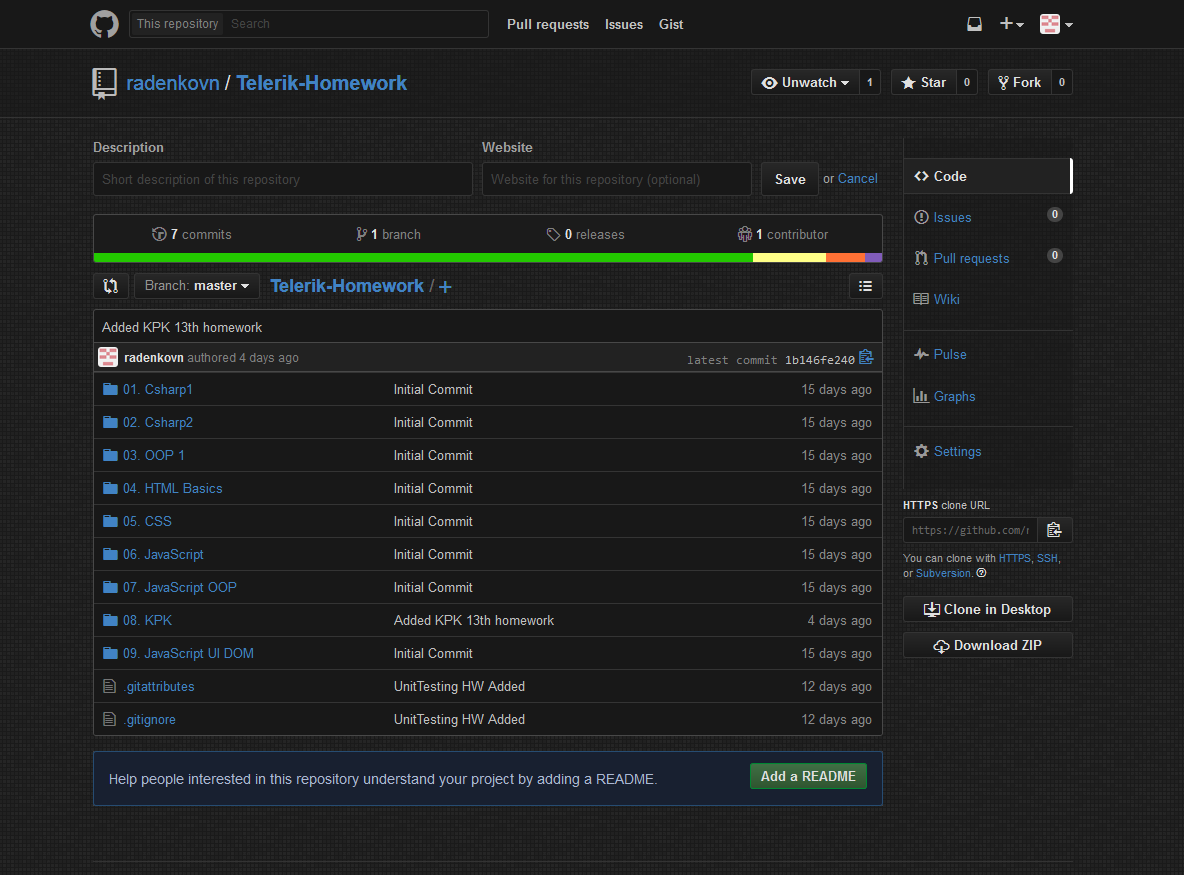 This repository Search Pull requests Issues Gist
radenkovn / Telerik-Homework Unwatch 1 Star 0 Fork 0
Description Website
Short description of this repository Website for this repository (optional) Save or Cancel
7 commits 1 branch 0 releases 1 contributor
Branch: master Telerik-Homework / +
Added KPK 13th homework
radenkovn authored 4 days ago latest commit 1b146fe240
01. Csharp1 Initial Commit 15 days ago
02. Csharp2 Initial Commit 15 days ago
03. OOP 1 Initial Commit 15 days ago
04. HTML Basics Initial Commit 15 days ago
05. CSS Initial Commit 15 days ago
06. JavaScript Initial Commit 15 days ago
07. JavaScript OOP Initial Commit 15 days ago
08. KPK Added KPK 13th homework 4 days ago
09. JavaScript UI DOM Initial Commit 15 days ago
.gitattributes UnitTesting HW Added 12 days ago
.gitignore UnitTesting HW Added 12 days ago
Help people interested in this repository understand your project by adding a README. Add a README
Code
Issues 0
Pull requests 0
Wiki
Pulse
Graphs
Settings
HTTPS clone URL
https://github.com/r
You can clone with HTTPS, SSH,
or Subversion.
Clone in Desktop
Download ZIP